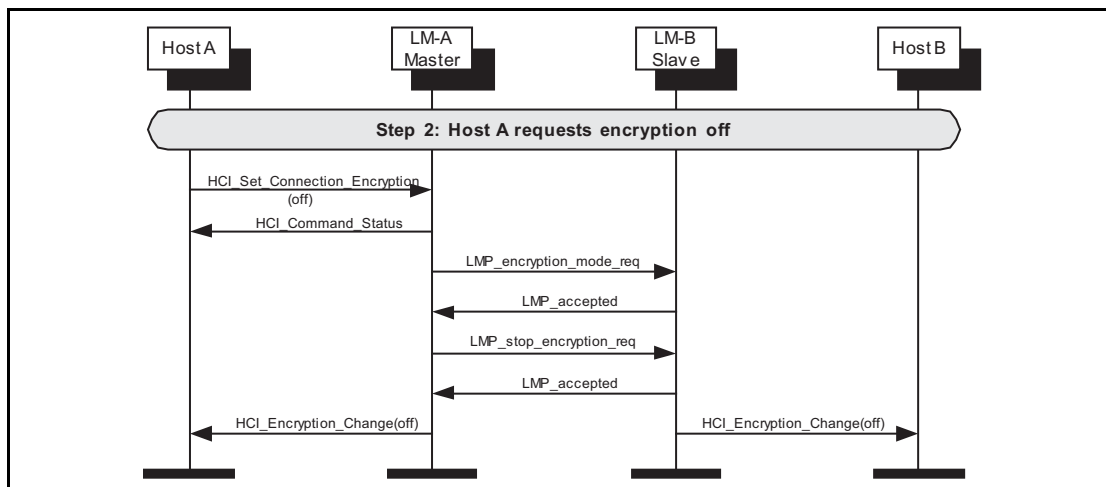 Host A
LM-A
Master
LM-B
Slave
Host B
Step 2: Host A requests encryption off
HCI_Set_Connection_Encryption
(off)
HCI_Command_Status
LMP_encryption_mode_req
LMP_accepted
LMP_stop_encryption_req
LMP_accepted
HCI_Encryption_Change(off)
HCI_Encryption_Change(off)